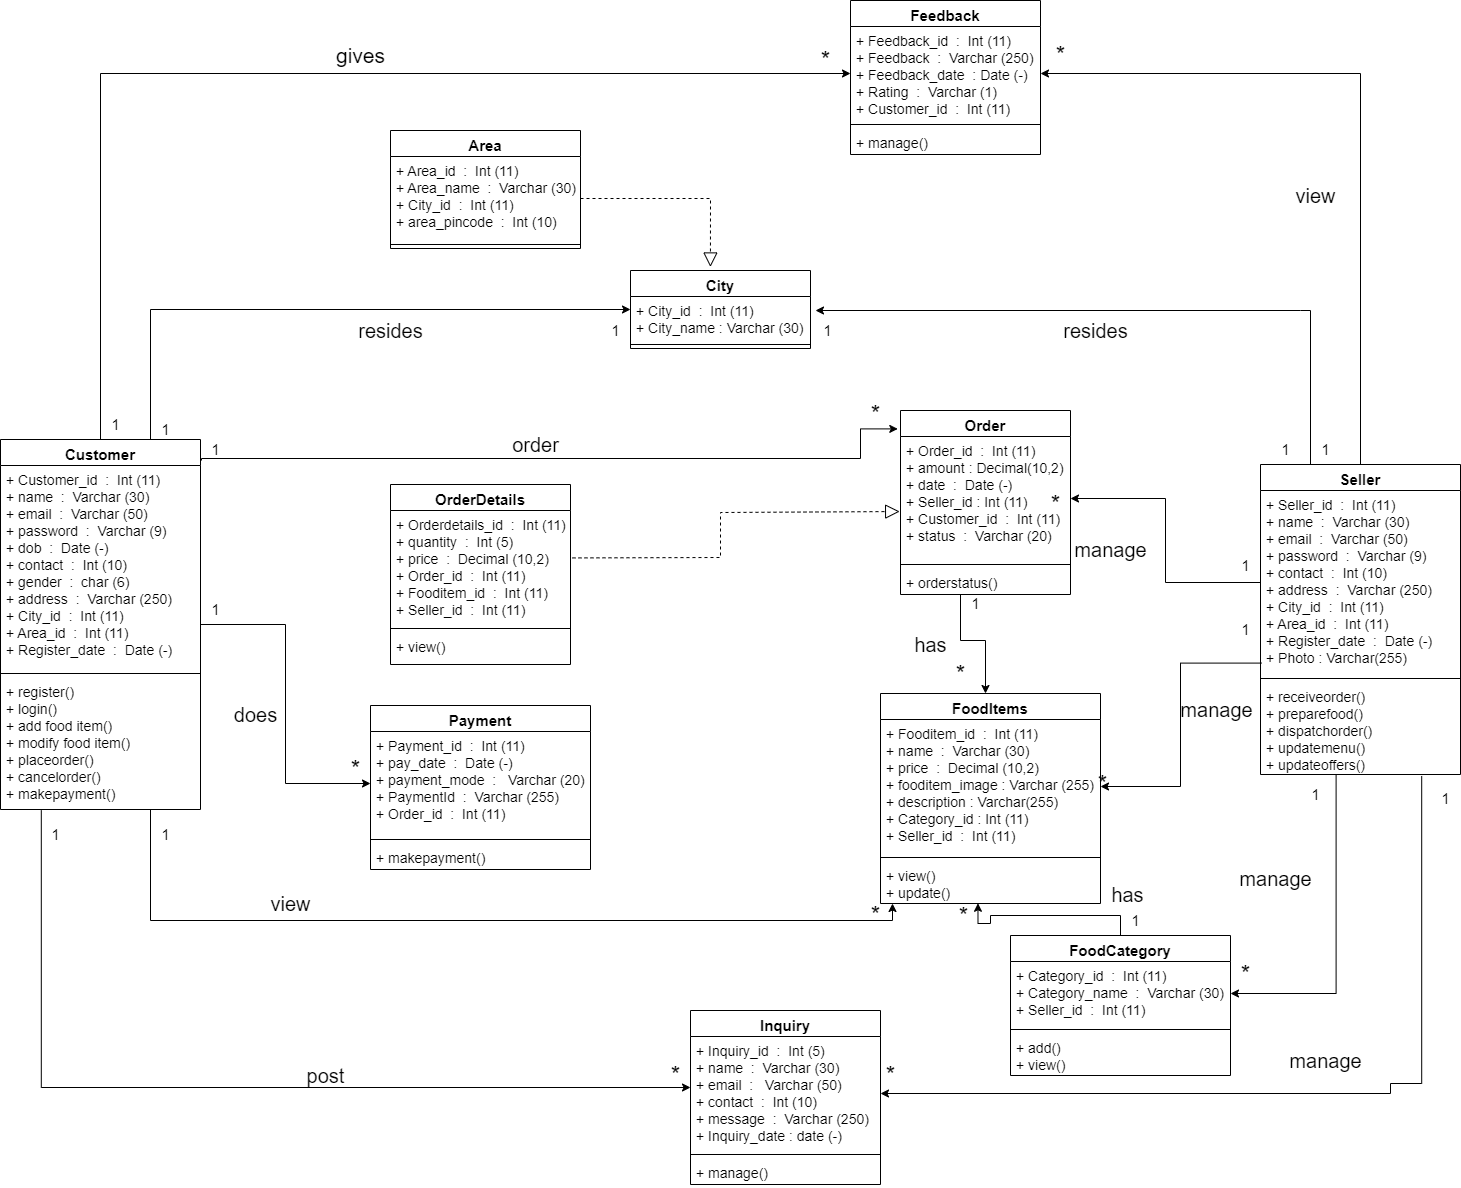 Feedback
+ Feedback_id : Int (11)
+ Feedback : Varchar (250)
+ Feedback_date : Date (-)
+ Rating : Varchar (1)
+ Customer_id : Int (11)
+ manage()
gives
*
*
view
Area
+ Area_id : Int (11)
+ Area_name : Varchar (30)
+ City_id : Int (11)
+ area_pincode : Int (10)
City
+ City_id : Int (11)
+ City_name : Varchar (30)
resides
1
1
resides
1
1
1
order
*
1
1
Customer
+ Customer_id : Int (11)
+ name : Varchar (30)
+ email : Varchar (50)
+ password : Varchar (9)
+ dob : Date (-)
+ contact : Int (10)
+ gender : char (6)
+ address : Varchar (250)
+ City_id : Int (11)
+ Area_id : Int (11)
+ Register_date : Date (-)
+ register()
+ login()
+ add food item()
+ modify food item()
+ placeorder()
+ cancelorder()
+ makepayment()
OrderDetails
+ Orderdetails_id : Int (11)
+ quantity : Int (5)
+ price : Decimal (10,2)
+ Order_id : Int (11)
+ Fooditem_id : Int (11)
+ Seller_id : Int (11)
+ view()
Order
+ Order_id : Int (11)
+ amount : Decimal(10,2)
+ date : Date (-)
+ Seller_id : Int (11)
+ Customer_id : Int (11)
+ status : Varchar (20)
+ orderstatus()
*
manage
1
Seller
+ Seller_id : Int (11)
+ name : Varchar (30)
+ email : Varchar (50)
+ password : Varchar (9)
+ contact : Int (10)
+ address : Varchar (250)
+ City_id : Int (11)
+ Area_id : Int (11)
+ Register_date : Date (-)
+ Photo : Varchar(255)
+ receiveorder()
+ preparefood()
+ dispatchorder()
+ updatemenu()
+ updateoffers()
1
does
*
Payment
+ Payment_id : Int (11)
+ pay_date : Date (-)
+ payment_mode : Varchar (20)
+ PaymentId : Varchar (255)
+ Order_id : Int (11)
+ makepayment()
1
has
*
1
manage
*
FoodItems
+ Fooditem_id : Int (11)
+ name : Varchar (30)
+ price : Decimal (10,2)
+ fooditem_image : Varchar (255)
+ description : Varchar(255)
+ Category_id : Int (11)
+ Seller_id : Int (11)
+ view()
+ update()
1
1
view
*
*
has
1
1
manage
*
1
FoodCategory
+ Category_id : Int (11)
+ Category_name : Varchar (30)
+ Seller_id : Int (11)
+ add()
+ view()
post
*
Inquiry
+ Inquiry_id : Int (5)
+ name : Varchar (30)
+ email : Varchar (50)
+ contact : Int (10)
+ message : Varchar (250)
+ Inquiry_date : date (-)
+ manage()
*
manage